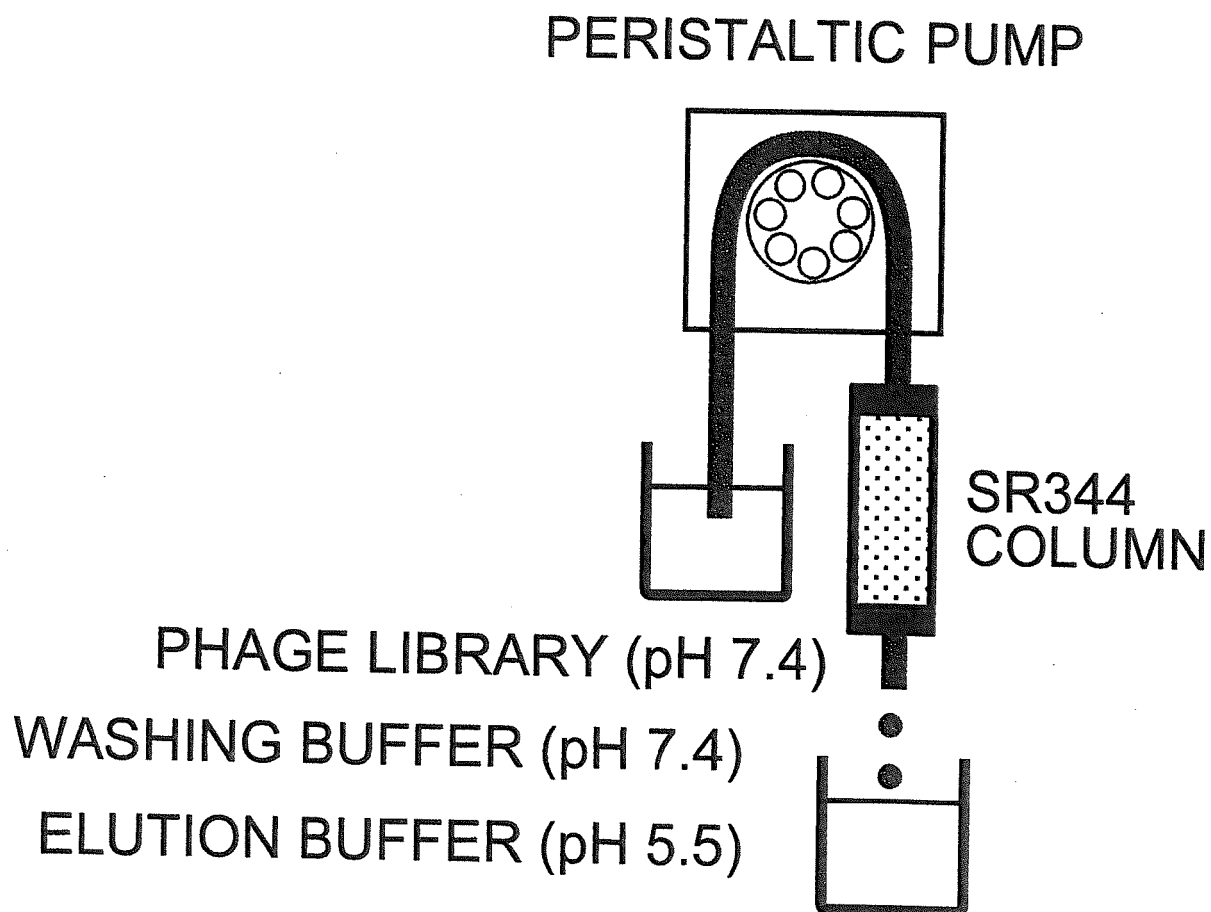 PERISTALTIC PUMP
SR344
COLUMN
PHAGE LIBRARY (pH 7.4)
WASHING BUFFER (pH 7.4)
ELUTION BUFFER (pH 5.5)